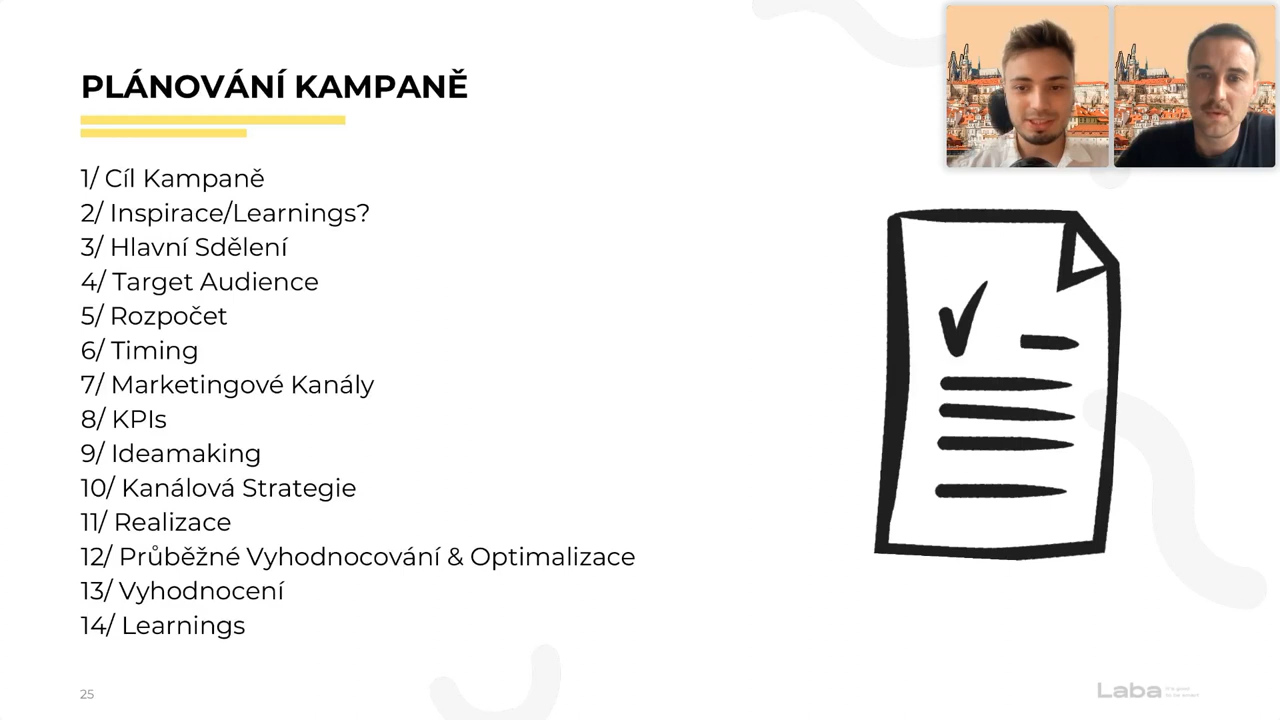 PLÁNOVÁNÍ KAMPANĚ
1/ Cíl Kampaně
2/ Inspirace/Learnings?
3/ Hlavní Sdělení
4/ Target Audience
5/ Rozpočet
6/ Timing
7/ Marketingové Kanály
8/ KPIs
9/ Ideamaking
10/ Kanálová Strategie
11/ Realizace
12/ Průběžné Vyhodnocování & Optimalizace
13/ Vyhodnocení
14/ Learnings
25
Laba